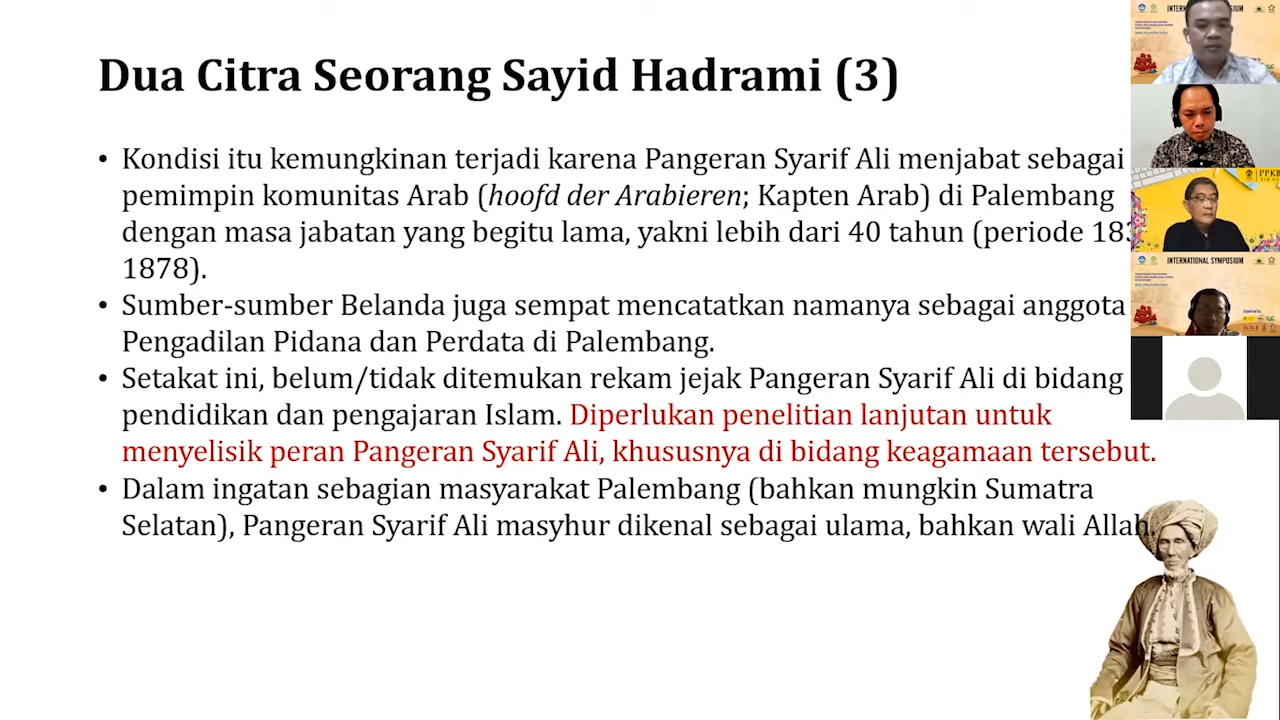 Dua Citra Seorang Sayid Hadrami (3)
• Kondisi itu kemungkinan terjadi karena Pangeran Syarif Ali menjabat sebagai
pemimpin komunitas Arab (hoofd der Arabieren; Kapten Arab) di Palembang
dengan masa jabatan yang begitu lama, yakni lebih dari 40 tahun (periode
1878).
• Sumber-sumber Belanda juga sempat mencatatkan namanya sebagai anggota
Pengadilan Pidana dan Perdata di Palembang.
• Setakat ini, belum/tidak ditemukan rekam jejak Pangeran Syarif Ali di bidang
pendidikan dan pengajaran Islam. Diperlukan penelitian lanjutan untuk
menyelisik peran Pangeran Syarif Ali, khususnya di bidang keagamaan tersebut.
• Dalam ingatan sebagian masyarakat Palembang (bahkan mungkin Sumatra
Selatan), Pangeran Syarif Ali masyhur dikenal sebagai ulama, bahkan wali Allah
INTERNATIONAL SYMPOSIUM